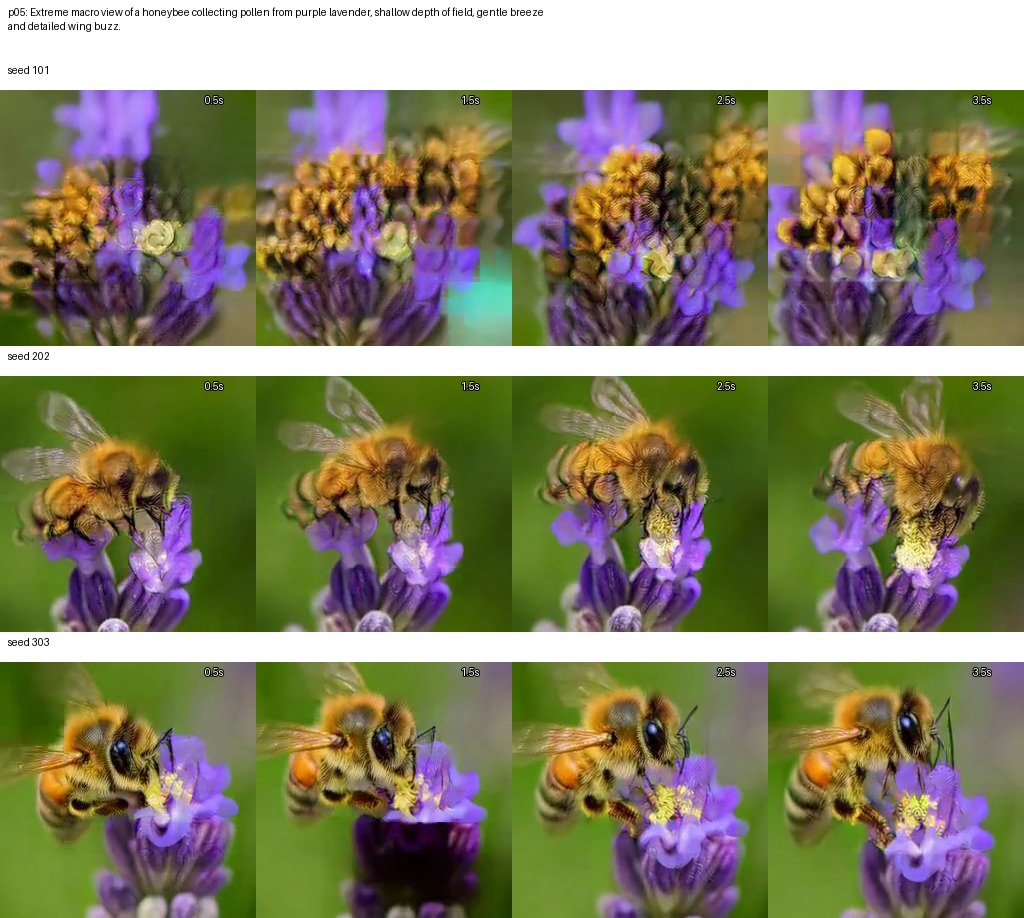 p05: Extreme macro view of a honeybee collecting pollen from purple lavender, shallow depth of field, gentle breeze
and detailed wing buzz.
seed 101
0.5s 1.5s 2.5s 3.5s
seed 202
0.5s 1.5s 2.5s 3.5s
seed 303
0.5s 1.5s 2.5s 3.5s